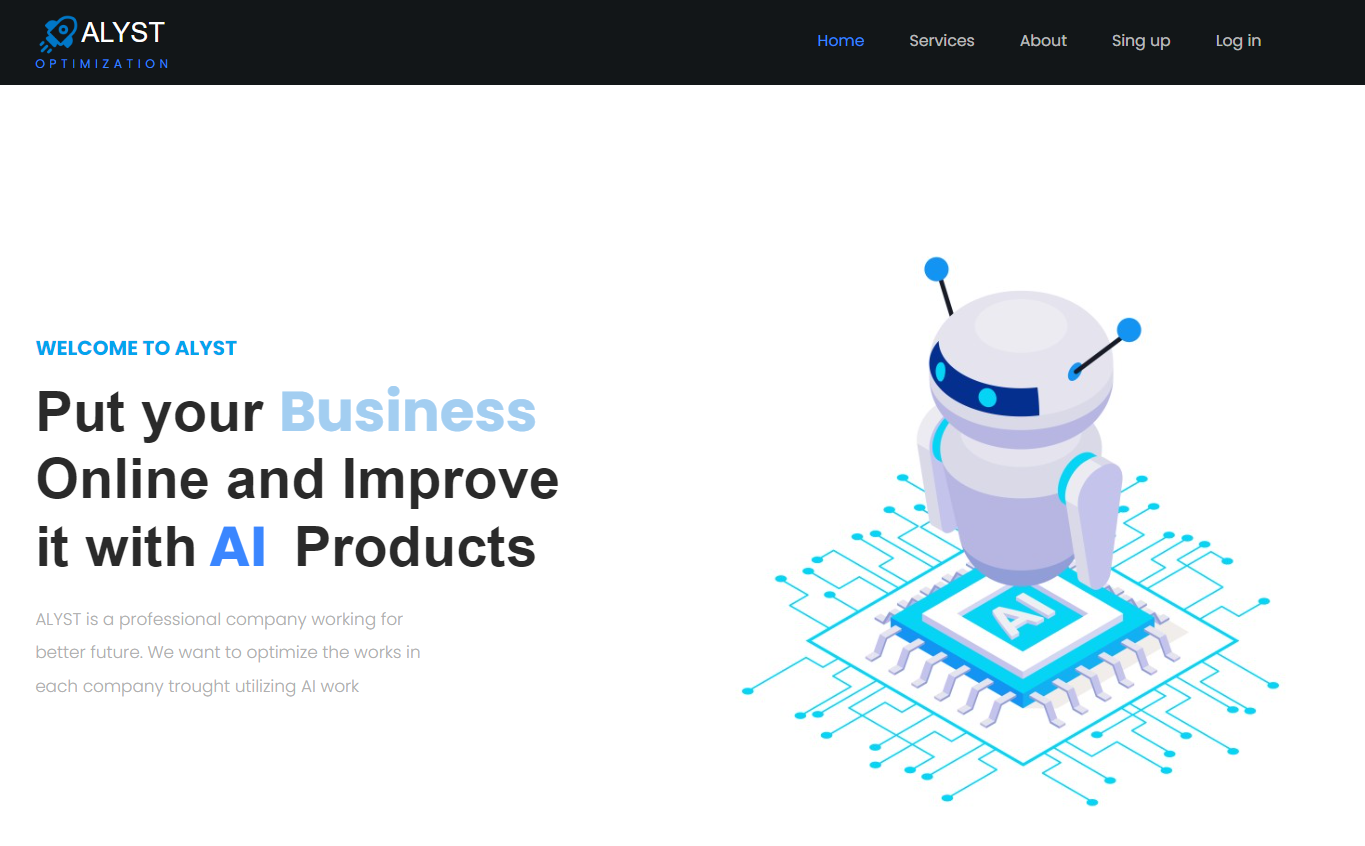 ALYST
OPTIMIZATION
Home Services About Sing up Log in
WELCOME TO ALYST
Put your Business
Online and Improve
it with AI Products
ALYST is a professional company working for
better future. We want to optimize the works in
each company trought utilizing AI work
AI